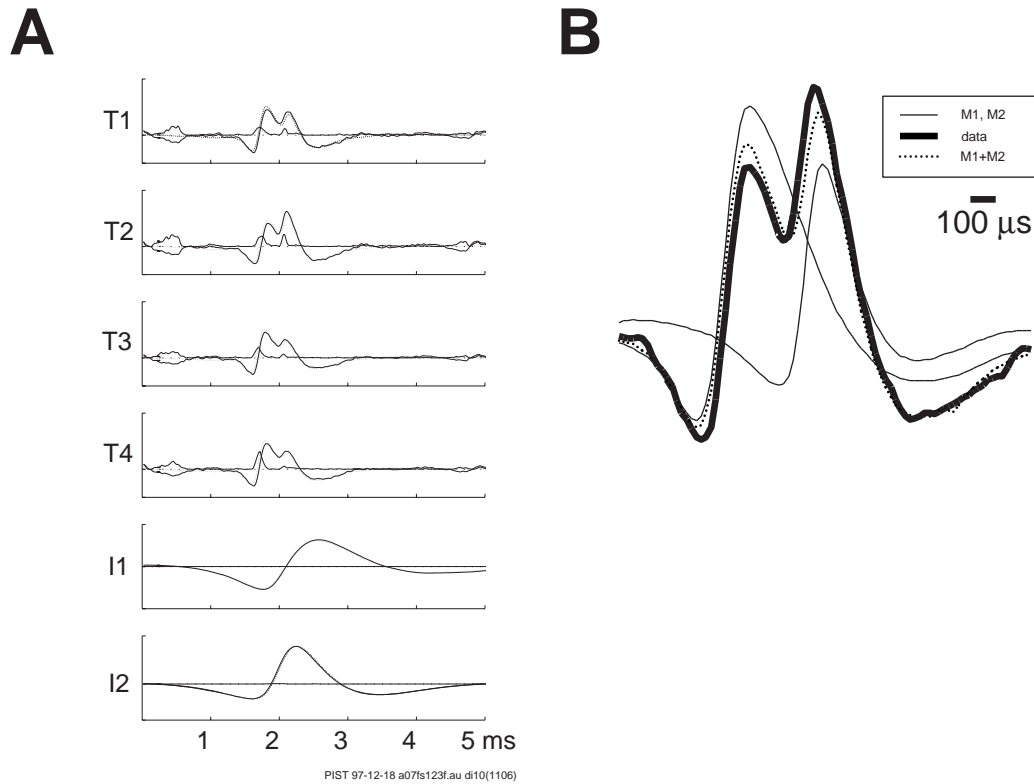 A
B
T1
T2
T3
T4
I1
I2
1 2 3 4 5 ms
PIST 97-12-18 a07fs123f.au di10(1106)
M1, M2
data
M1+M2
100 μs